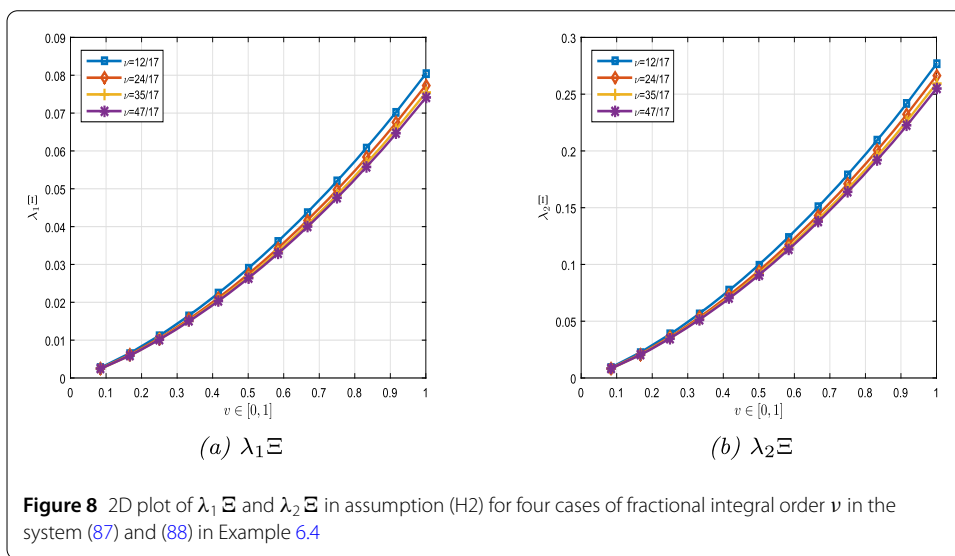 0.09
0.08
0.07
0.06
0.05
0.04
0.03
0.02
0.01
0
λ₁Ξ
ν=12/17
ν=24/17
ν=35/17
ν=47/17
0 0.1 0.2 0.3 0.4 0.5 0.6 0.7 0.8 0.9 1
v ∈ [0, 1]
(a) λ₁Ξ
0.3
0.25
0.2
0.15
0.1
0.05
0
λ₂Ξ
ν=12/17
ν=24/17
ν=35/17
ν=47/17
0 0.1 0.2 0.3 0.4 0.5 0.6 0.7 0.8 0.9 1
v ∈ [0, 1]
(b) λ₂Ξ
Figure 8 2D plot of λ₁Ξ and λ₂Ξ in assumption (H2) for four cases of fractional integral order ν in the
system (87) and (88) in Example 6.4